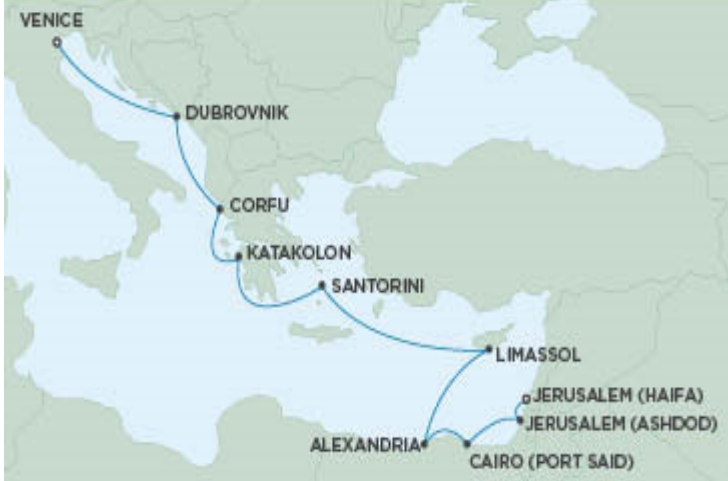 VENICE
DUBROVNIK
CORFU
KATAKOLON
SANTORINI
LIMASSOL
JERUSALEM (HAIFA)
JERUSALEM (ASHDOD)
ALEXANDRIA
CAIRO (PORT SAID)